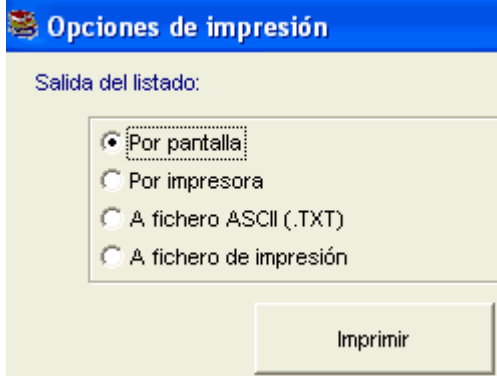 Opciones de impresión
Salida del listado:
Por pantalla
Por impresora
A fichero ASCII (.TXT)
A fichero de impresión
Imprimir